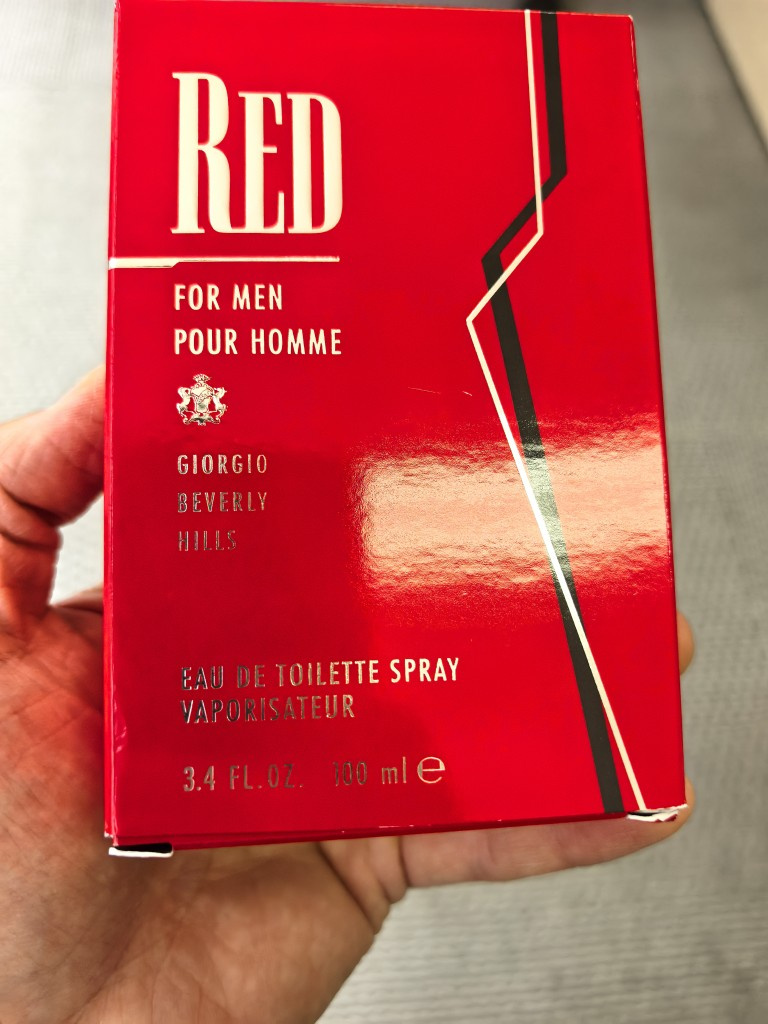 RED
FOR MEN
POUR HOMME
GIORGIO
BEVERLY
HILLS
EAU DE TOILETTE SPRAY
VAPORISATEUR
3.4 FL.OZ. 100 ml ℮